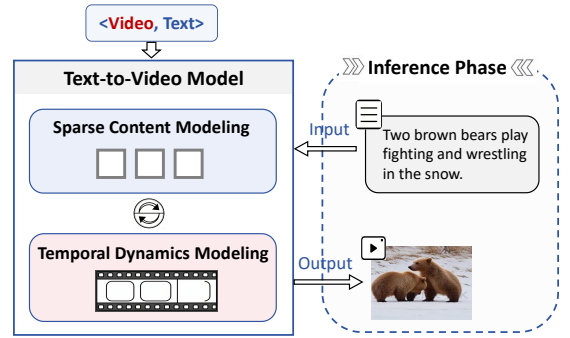 <Video, Text>
Text-to-Video Model
Sparse Content Modeling
Temporal Dynamics Modeling
Inference Phase
Input
Two brown bears play
fighting and wrestling
in the snow.
Output